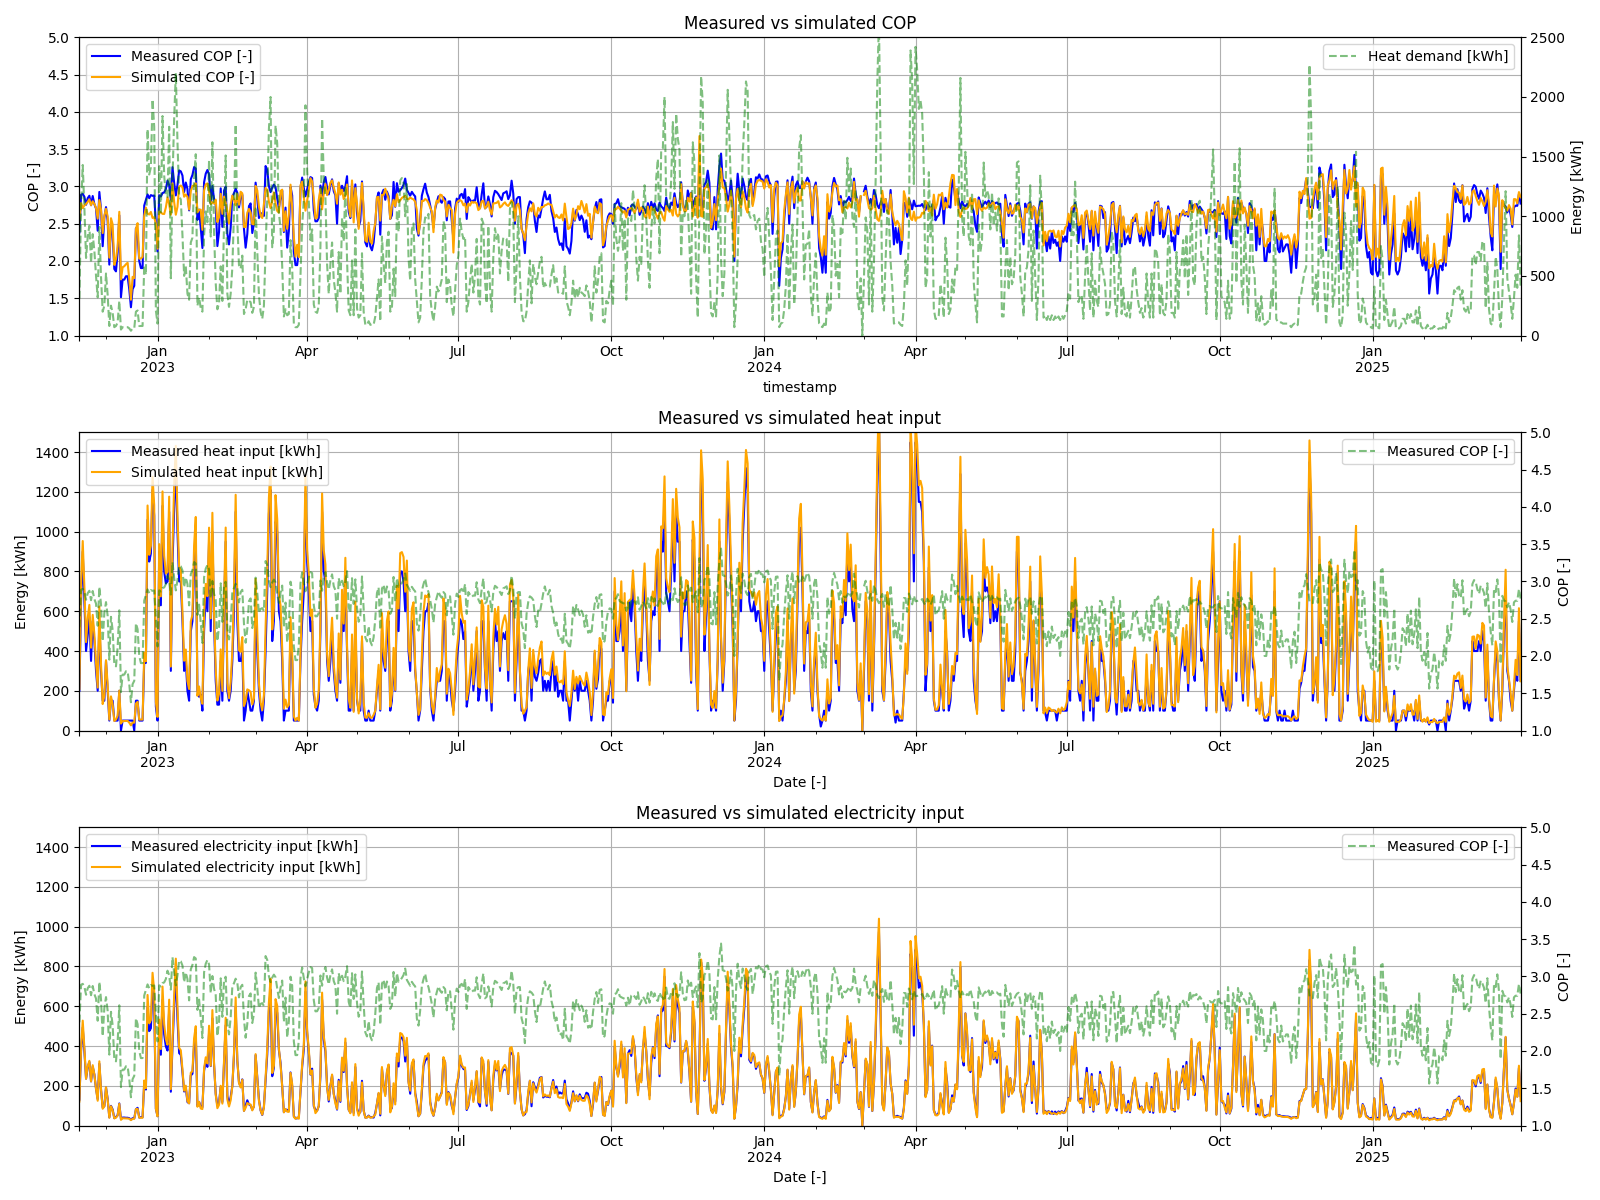 Measured vs simulated COP
Measured COP [-]
Simulated COP [-]
Heat demand [kWh]
COP [-]
5.0
4.5
4.0
3.5
3.0
2.5
2.0
1.5
1.0
2500
2000
1500
1000
500
0
Energy [kWh]
Jan
2023
Apr
Jul
Oct
Jan
2024
Apr
Jul
Oct
Jan
2025
timestamp
Measured vs simulated heat input
Measured heat input [kWh]
Simulated heat input [kWh]
Measured COP [-]
Energy [kWh]
1400
1200
1000
800
600
400
200
0
5.0
4.5
4.0
3.5
3.0
2.5
2.0
1.5
1.0
COP [-]
Jan
2023
Apr
Jul
Oct
Jan
2024
Apr
Jul
Oct
Jan
2025
Date [-]
Measured vs simulated electricity input
Measured electricity input [kWh]
Simulated electricity input [kWh]
Measured COP [-]
Energy [kWh]
1400
1200
1000
800
600
400
200
0
5.0
4.5
4.0
3.5
3.0
2.5
2.0
1.5
1.0
COP [-]
Jan
2023
Apr
Jul
Oct
Jan
2024
Apr
Jul
Oct
Jan
2025
Date [-]